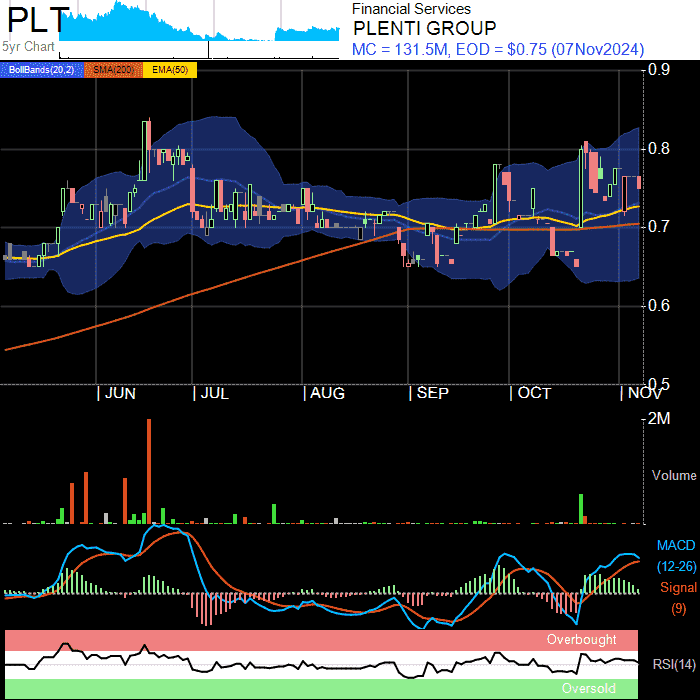 PLT
5yr Chart
Financial Services
PLENTI GROUP
MC = 131.5M, EOD = $0.75 (07Nov2024)
BollBands(20,2) SMA(200) EMA(50)
0.9
0.8
0.7
0.6
0.5
JUN JUL AUG SEP OCT NOV
2M
Volume
MACD
(12-26)
Signal
(9)
Overbought
RSI(14)
Oversold